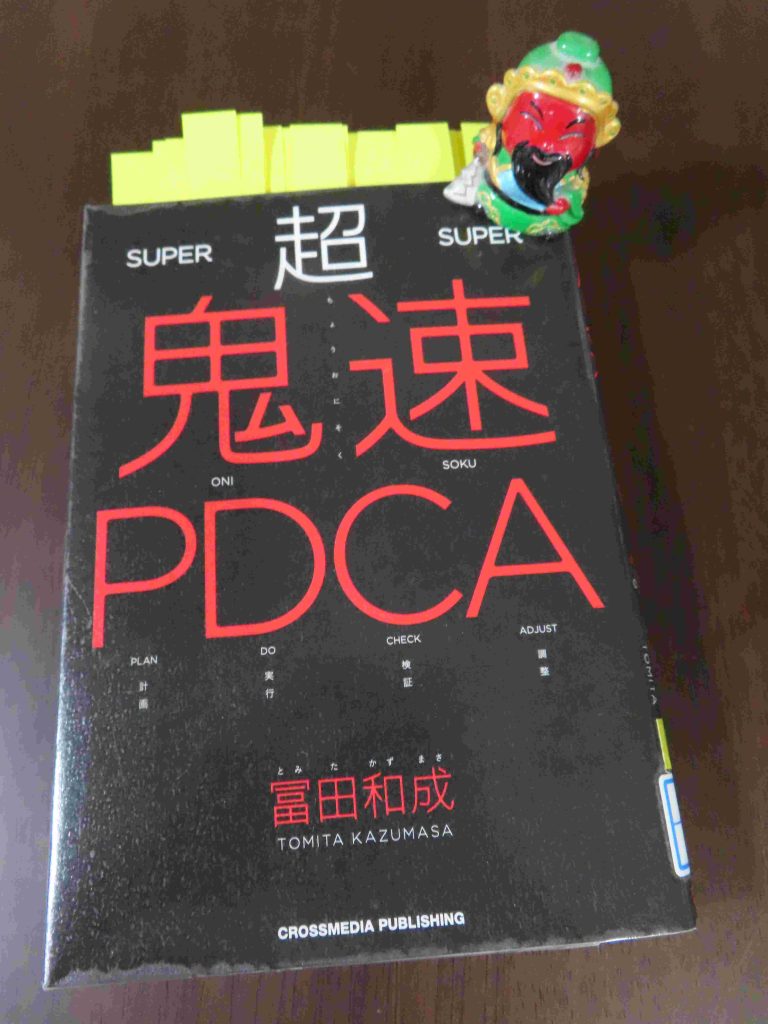 SUPER 超 SUPER
鬼速
ちょうおにそく
ONI SOKU
PDCA
PLAN DO CHECK ADJUST
計画 実行 検証 調整
とみ た かず まさ
冨田和成
TOMITA KAZUMASA
CROSSMEDIA PUBLISHING
TOMITA